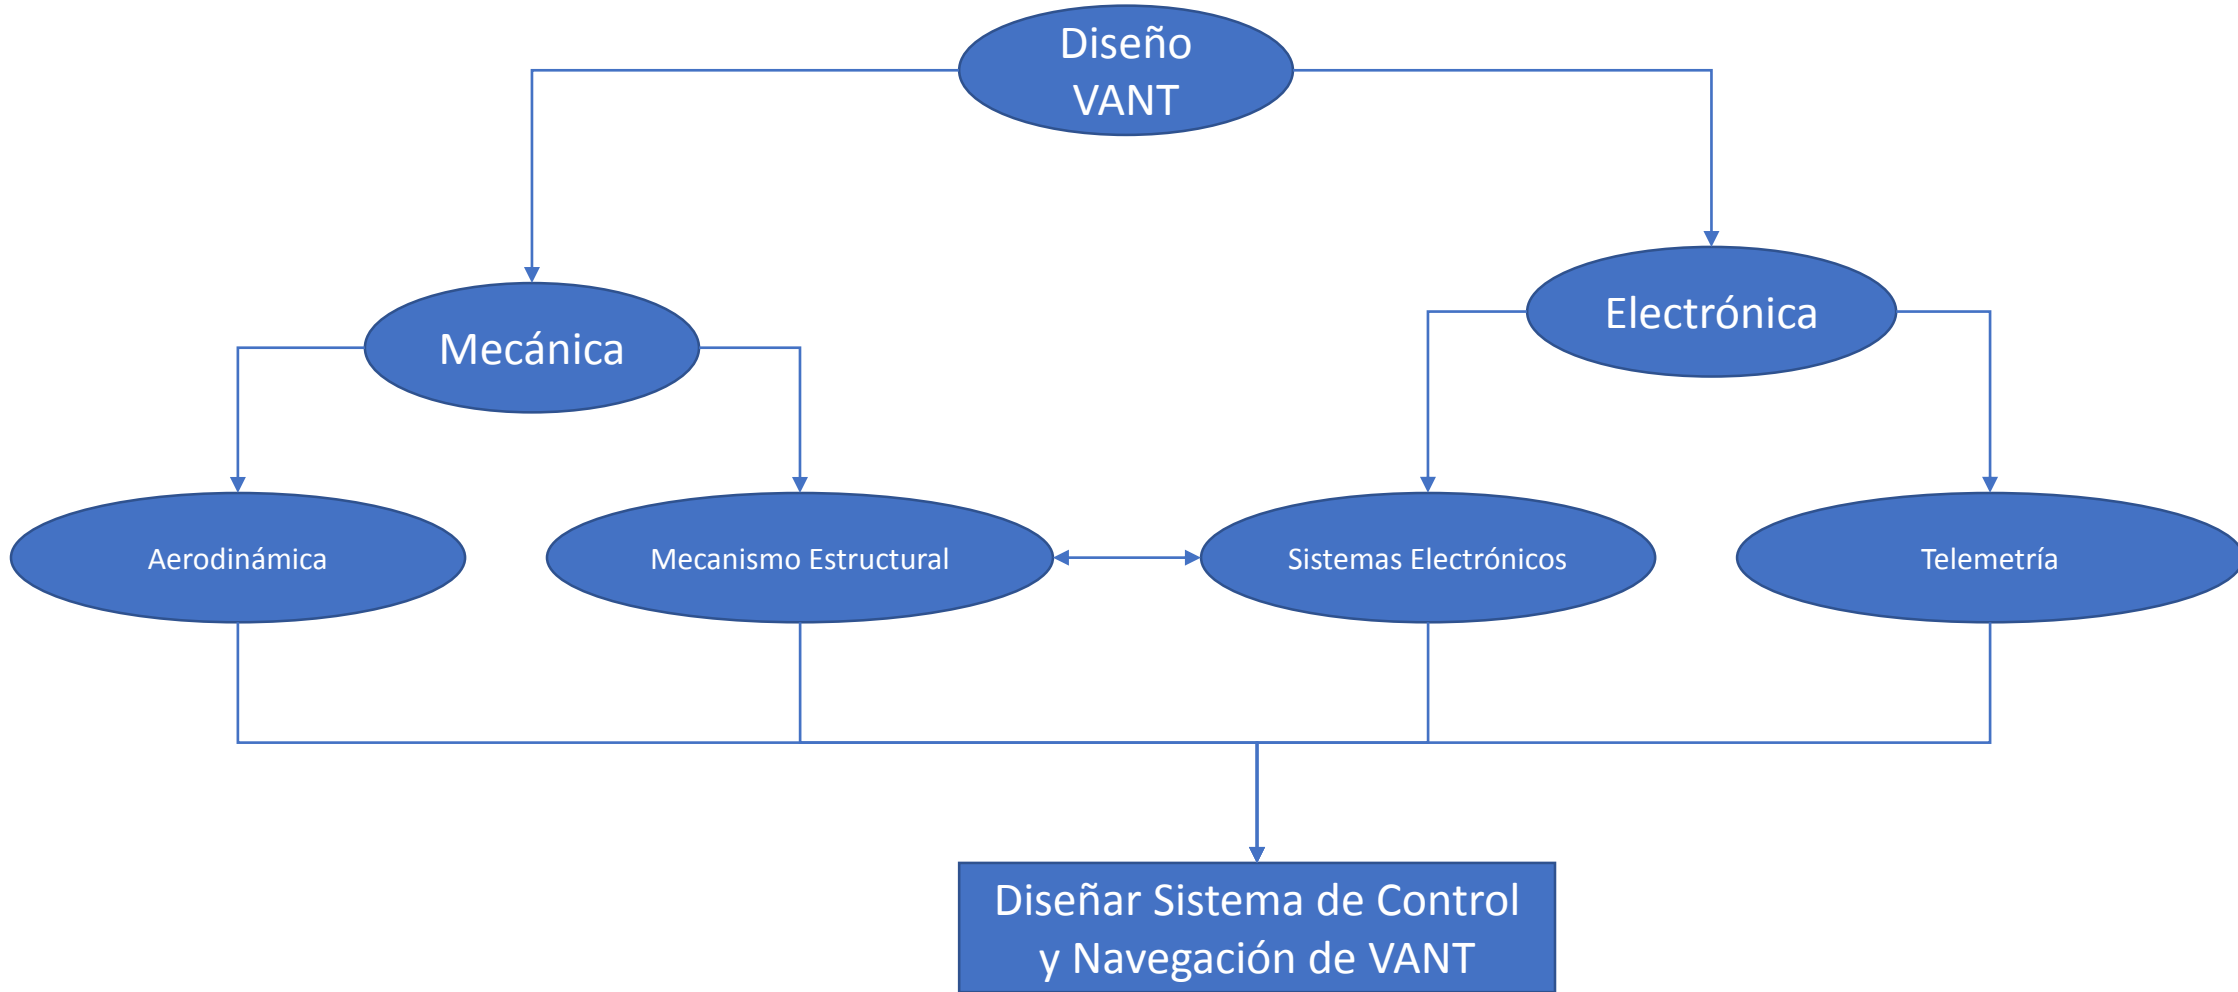 Diseño
VANT
Electrónica
Mecánica
Aerodinámica
Mecanismo Estructural
Sistemas Electrónicos
Telemetría
Diseñar Sistema de Control
y Navegación de VANT